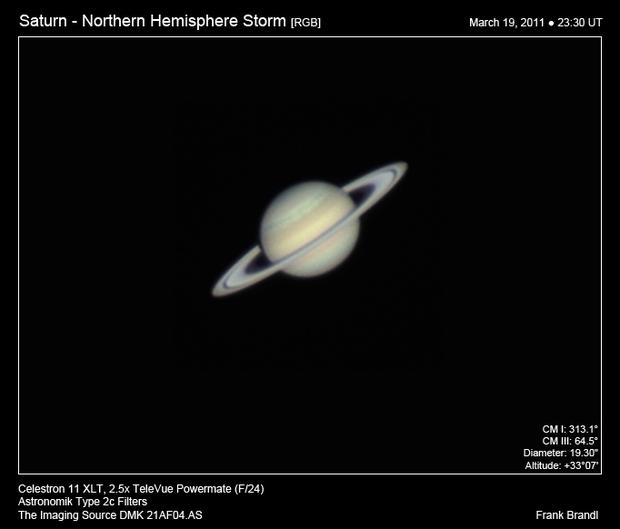 Saturn - Northern Hemisphere Storm [RGB]
March 19, 2011 ● 23:30 UT
CM I: 313.1°
CM III: 64.5°
Diameter: 19.30"
Altitude: +33°07'
Celestron 11 XLT, 2.5x TeleVue Powermate (F/24)
Astronomik Type 2c Filters
The Imaging Source DMK 21AF04.AS
Frank Brandl